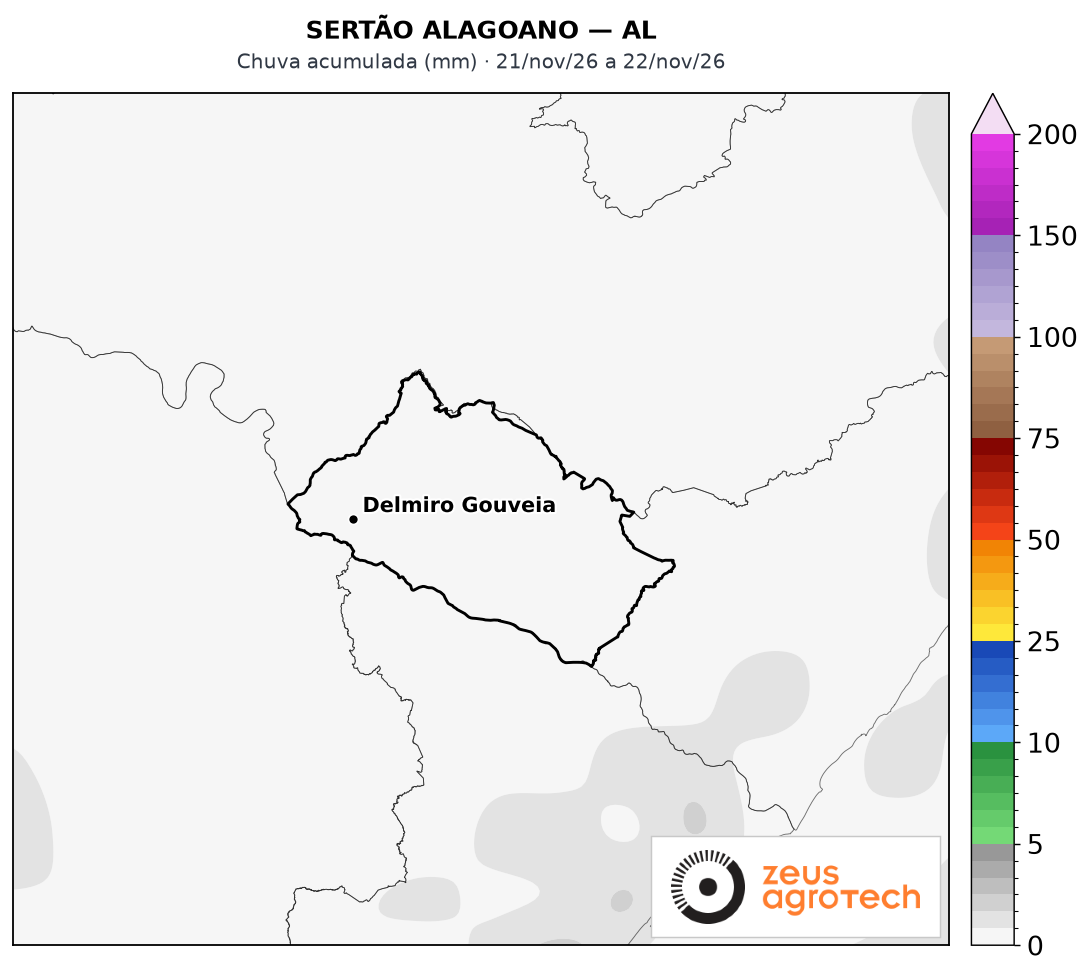 SERTÃO ALAGOANO — AL
Chuva acumulada (mm) · 21/nov/26 a 22/nov/26
Delmiro Gouveia
200
150
100
75
50
25
10
5
0
zeus
agrotech